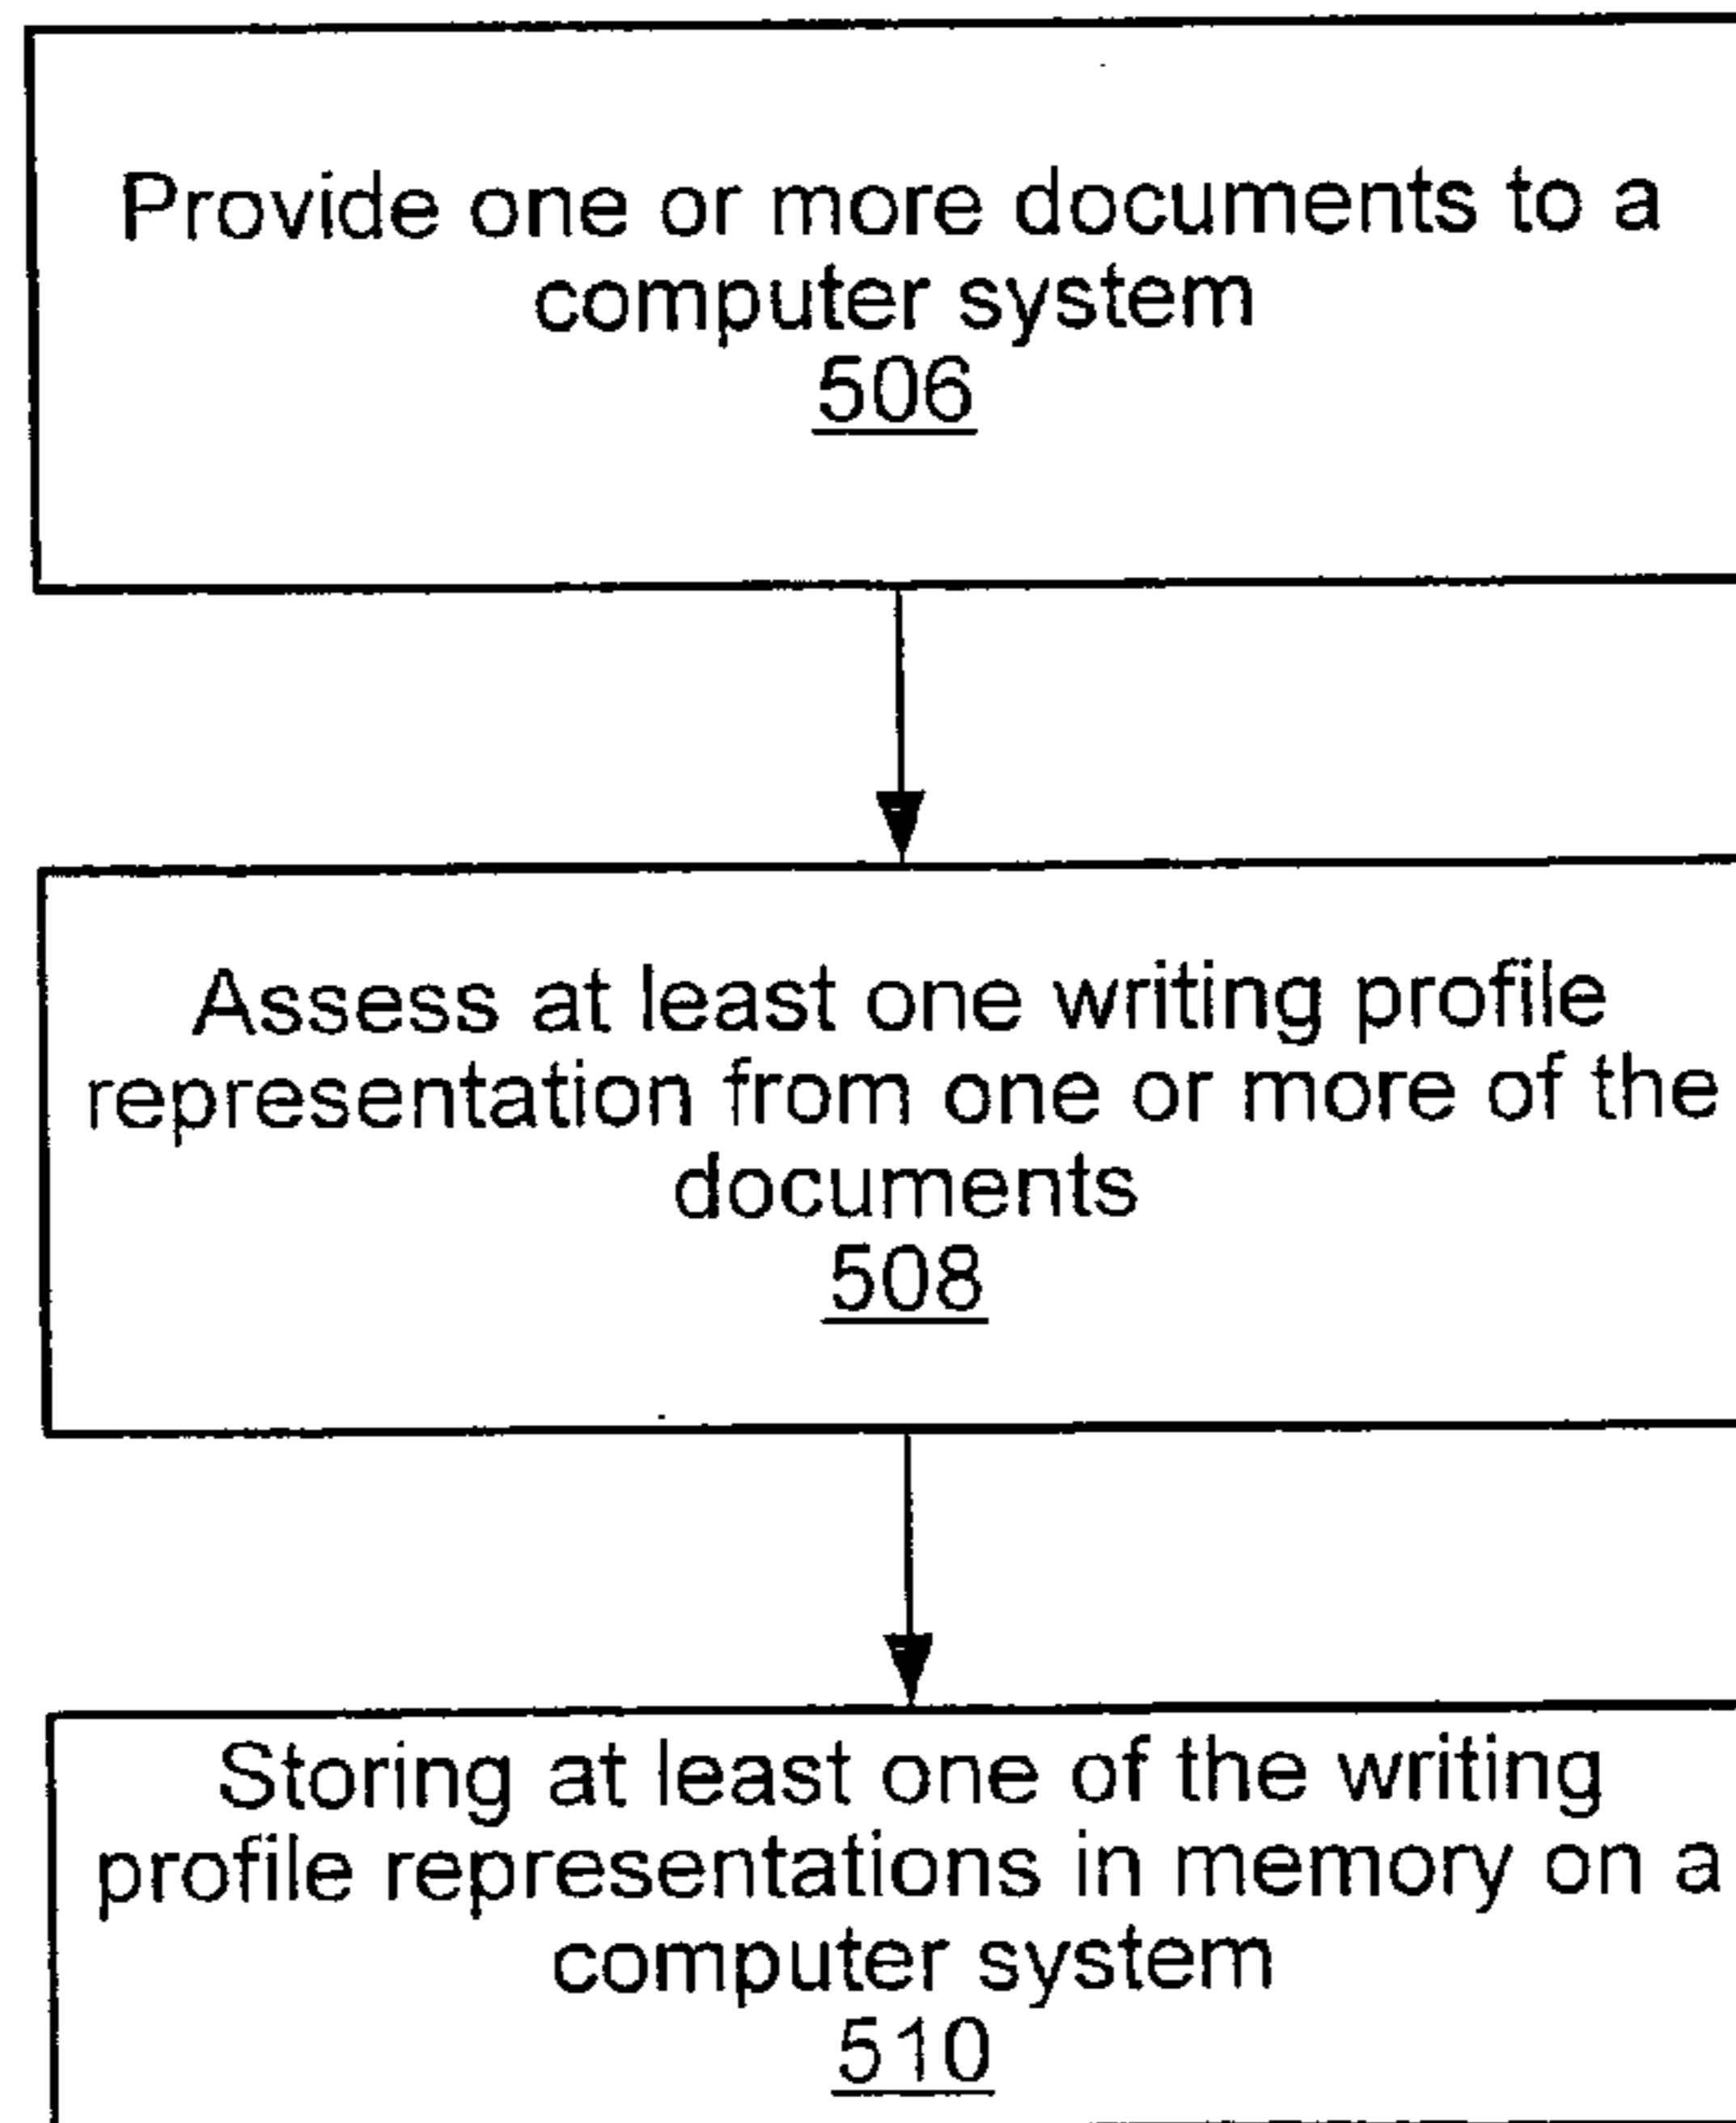 Provide one or more documents to a
computer system
506
Assess at least one writing profile
representation from one or more of the
documents
508
Storing at least one of the writing
profile representations in memory on a
computer system
510